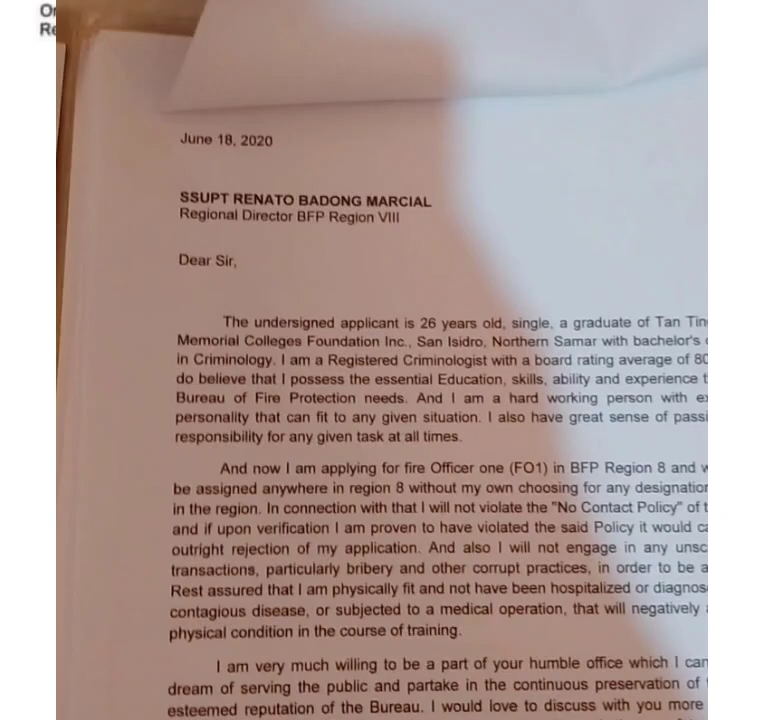 June 18, 2020
SSUPT RENATO BADONG MARCIAL
Regional Director BFP Region VIII
Dear Sir,
The undersigned applicant is 26 years old, single, a graduate of Tan
Memorial Colleges Foundation Inc., San Isidro, Northern Samar with bachelor's
in Criminology. I am a Registered Criminologist with a board rating average of
do believe that I possess the essential Education, skills, ability and experience
Bureau of Fire Protection needs. And I am a hard working person with
personality that can fit to any given situation. I also have great sense of
responsibility for any given task at all times.
And now I am applying for fire Officer one (FO1) in BFP Region 8 and
be assigned anywhere in region 8 without my own choosing for any
in the region. In connection with that I will not violate the "No Contact Policy" of
and if upon verification I am proven to have violated the said Policy it would
outright rejection of my application. And also I will not engage in any
transactions, particularly bribery and other corrupt practices, in order to be
Rest assured that I am physically fit and not have been hospitalized or
contagious disease, or subjected to a medical operation, that will negatively
physical condition in the course of training.
I am very much willing to be a part of your humble office which I can
dream of serving the public and partake in the continuous preservation of
esteemed reputation of the Bureau. I would love to discuss with you more